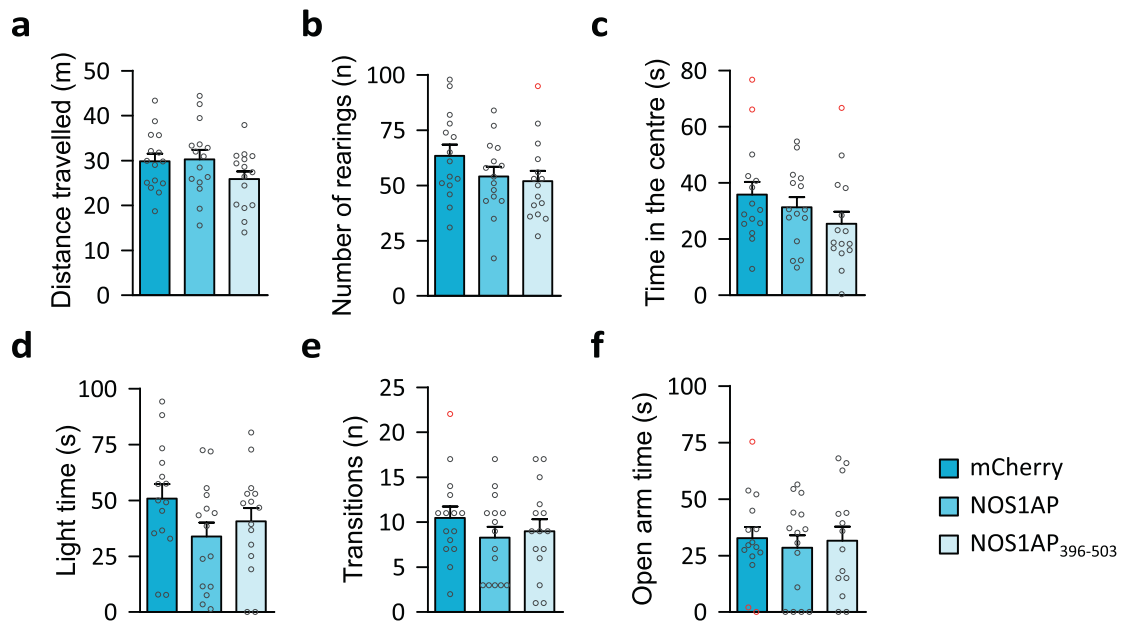 a
Distance travelled (m)
50
40
30
20
10
0
b
Number of rearings (n)
100
75
50
25
0
c
Time in the centre (s)
80
60
40
20
0
d
Light time (s)
100
75
50
25
0
e
Transitions (n)
25
20
15
10
5
0
f
Open arm time (s)
100
75
50
25
0
mCherry
NOS1AP
NOS1AP396-503